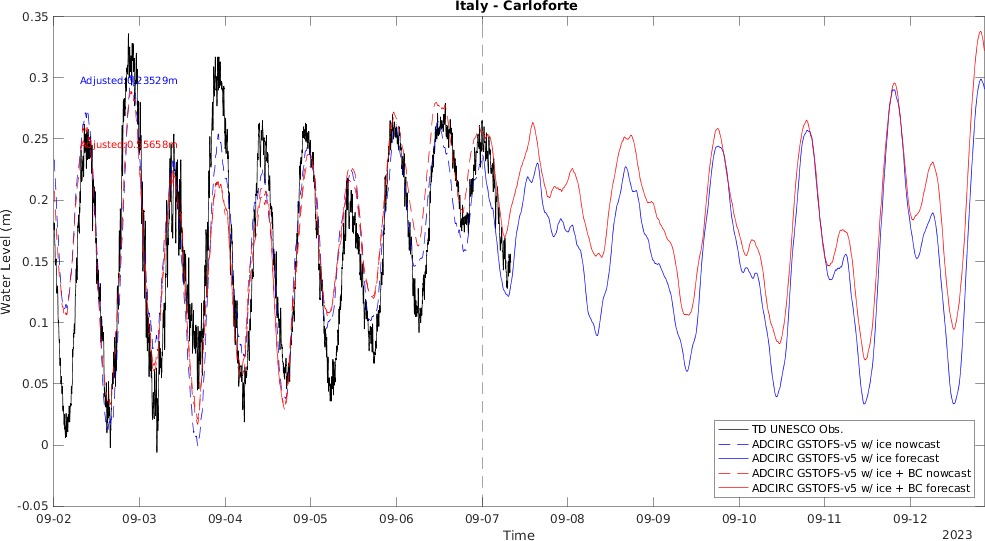 Italy - Carloforte
0.35
0.3
0.25
0.2
0.15
0.1
0.05
0
-0.05
Water Level (m)
Adjusted:0.23529m
TD UNESCO Obs.
ADCIRC GSTOFS-v5 w/ ice nowcast
ADCIRC GSTOFS-v5 w/ ice forecast
ADCIRC GSTOFS-v5 w/ ice + BC nowcast
ADCIRC GSTOFS-v5 w/ ice + BC forecast
09-02 09-03 09-04 09-05 09-06 09-07 09-08 09-09 09-10 09-11 09-12
Time
2023